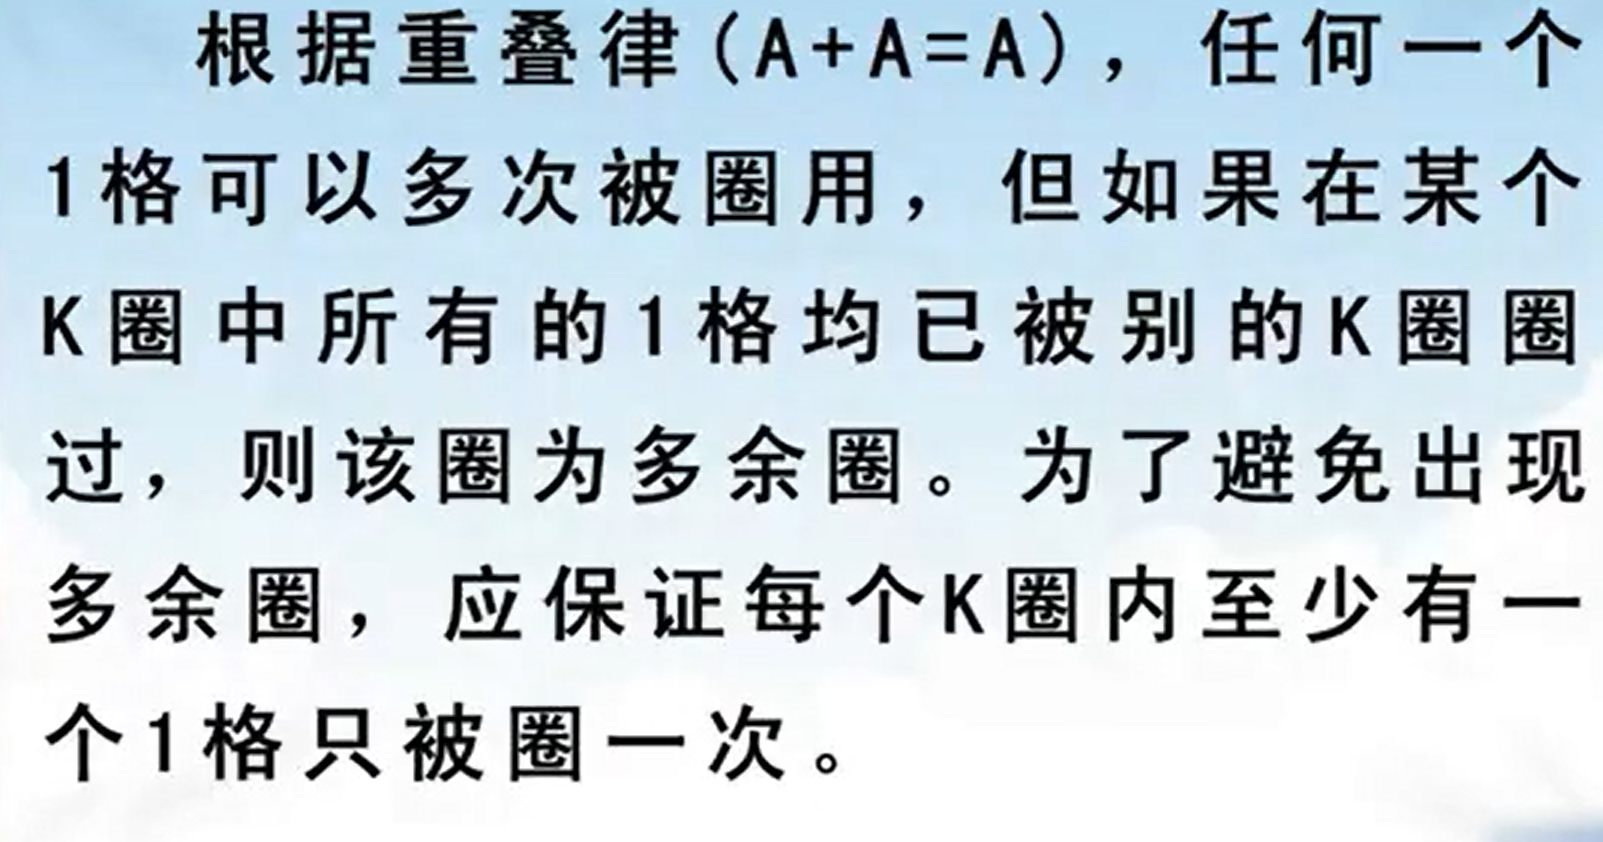 根据重叠律(A+A=A)，任何一个
1格可以多次被圈用，但如果在某个
K圈中所有的1格均已被别的K圈圈
过，则该圈为多余圈。为了避免出现
多余圈，应保证每个K圈内至少有一
个1格只被圈一次。